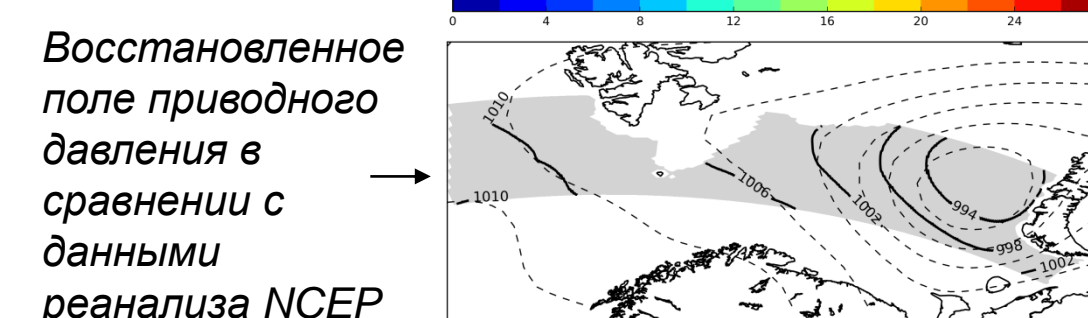 0 4 8 12 16 20 24
Восстановленное
поле приводного
давления в
сравнении с
данными
реанализа NCEP
1010
1010
1006
1002
994
998
1002